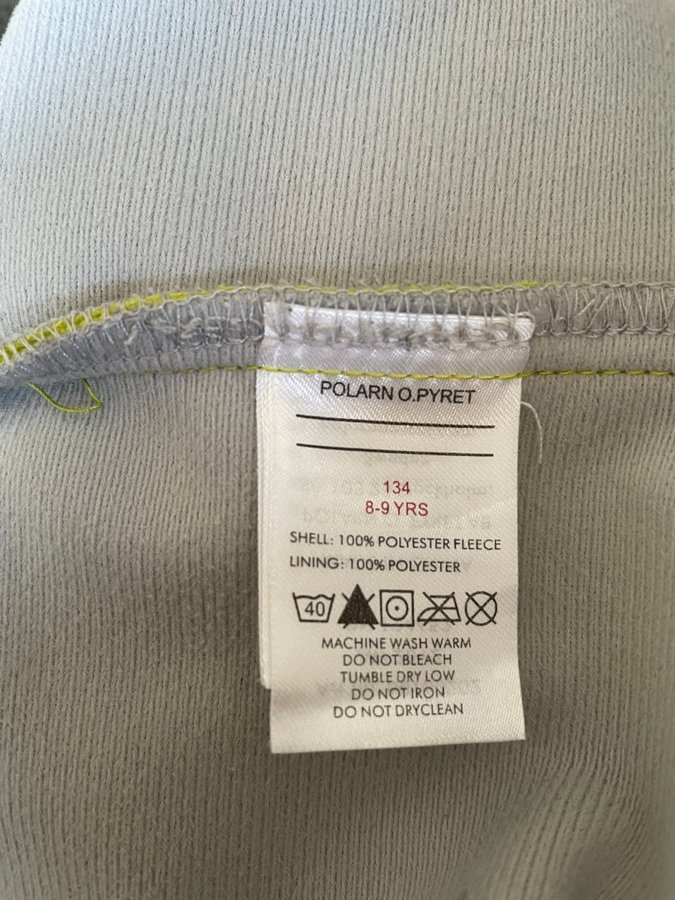 POLARN O.PYRET
134
8-9 YRS
SHELL: 100% POLYESTER FLEECE
LINING: 100% POLYESTER
40
MACHINE WASH WARM
DO NOT BLEACH
TUMBLE DRY LOW
DO NOT IRON
DO NOT DRYCLEAN